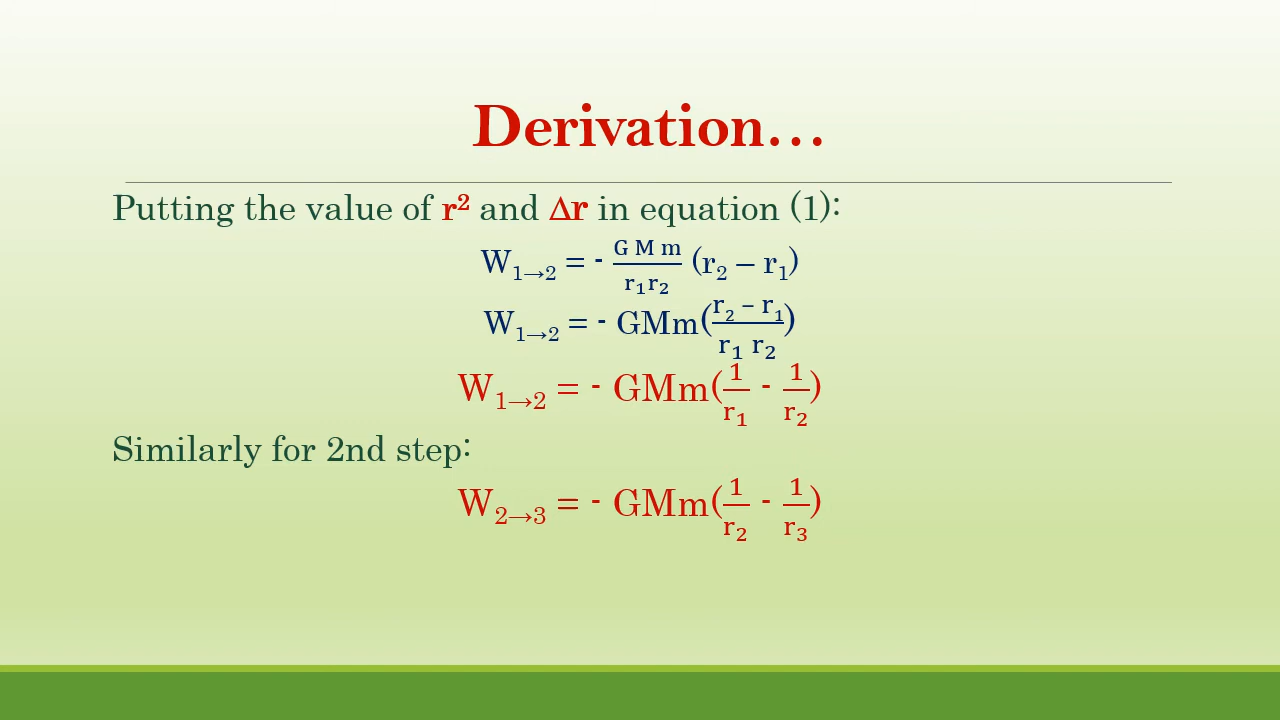 Derivation…
Putting the value of r² and Δr in equation (1):
W₁→₂ = - G M m / r₁r₂ (r₂ – r₁)
W₁→₂ = - GMm(r₂ – r₁ / r₁ r₂)
W₁→₂ = - GMm(1/r₁ - 1/r₂)
Similarly for 2nd step:
W₂→₃ = - GMm(1/r₂ - 1/r₃)